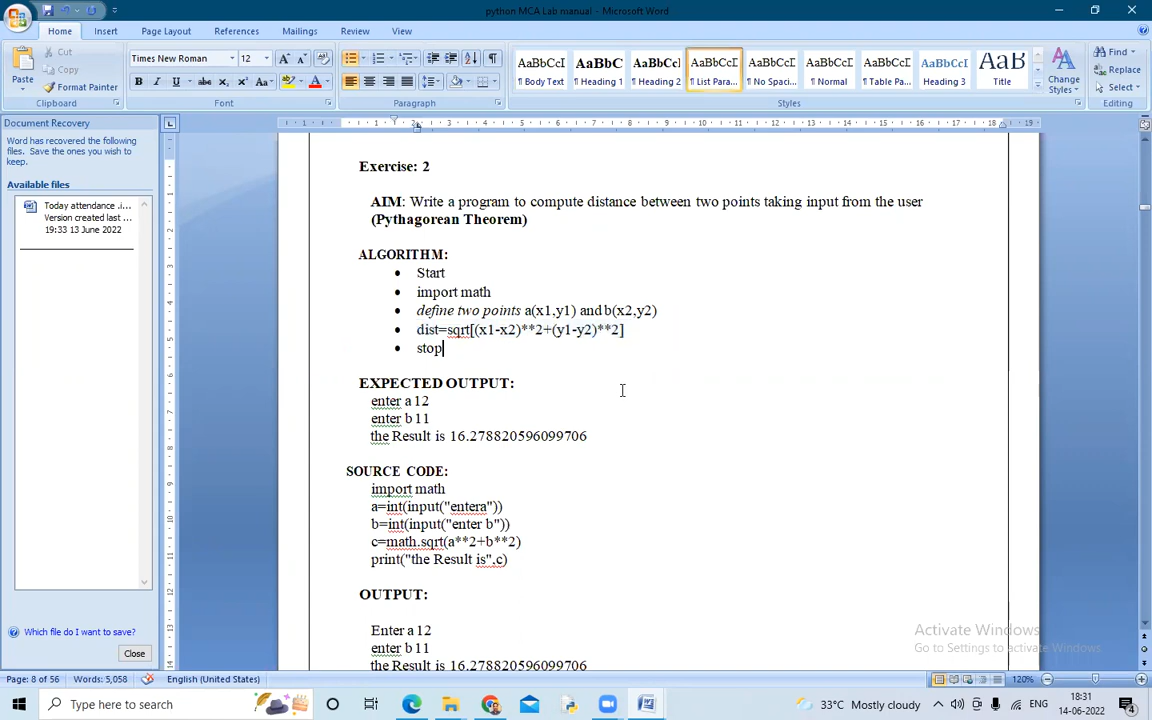 python MCA Lab manual - Microsoft Word
Home Insert Page Layout References Mailings Review View
Paste Cut Copy Format Painter
Times New Roman 12
AaBbCcI AaBbC AaBbCc AaBbCcI AaBbCcI AaBbCcI AaBbCcI AaBbCcI AaBb
¶ Body Text Heading 1 Heading 2 ¶ List Para... ¶ No Spaci... ¶ Normal ¶ Table Pa... Heading 3 Title
Change Styles
Find Replace Select
Clipboard Font Paragraph Styles Editing
Document Recovery
Word has recovered the following
files. Save the ones you wish to
keep.
Available files
Today attendance .i...
Version created last ...
19:33 13 June 2022
Which file do I want to save?
Close
Exercise: 2
AIM: Write a program to compute distance between two points taking input from the user
(Pythagorean Theorem)
ALGORITHM:
• Start
• import math
• define two points a(x1,y1) and b(x2,y2)
• dist=sqrt[(x1-x2)**2+(y1-y2)**2]
• stop
EXPECTED OUTPUT:
enter a 12
enter b 11
the Result is 16.278820596099706
SOURCE CODE:
import math
a=int(input("entera"))
b=int(input("enter b"))
c=math.sqrt(a**2+b**2)
print("the Result is",c)
OUTPUT:
Enter a 12
enter b 11
the Result is 16.278820596099706
Activate Windows
Go to Settings to activate Windows.
Page: 8 of 56 Words: 5,058 English (United States) 120%
Type here to search
33°C Mostly cloudy ENG 18:31
14-06-2022
4